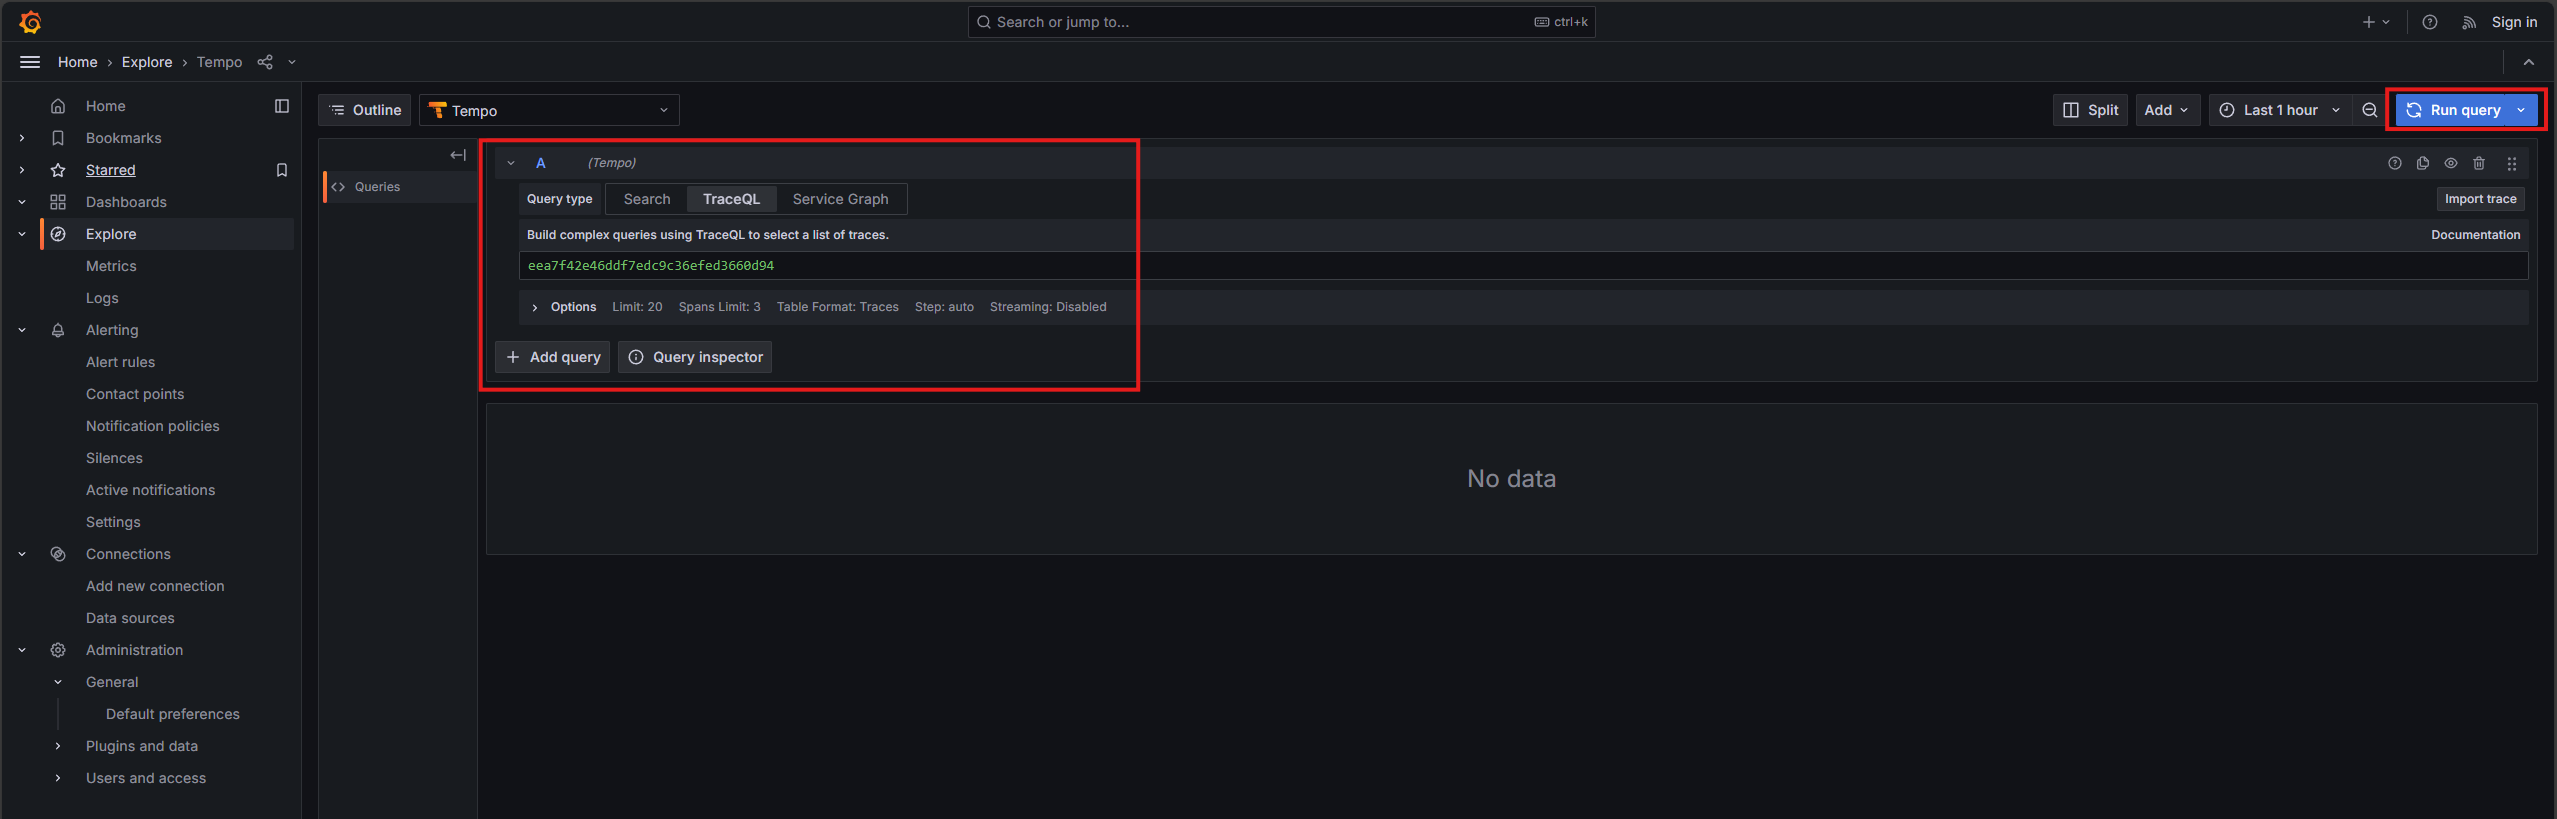 Search or jump to...
ctrl+k
Sign in
Home › Explore › Tempo
Home
Bookmarks
Starred
Dashboards
Explore
Metrics
Logs
Alerting
Alert rules
Contact points
Notification policies
Silences
Active notifications
Settings
Connections
Add new connection
Data sources
Administration
General
Default preferences
Plugins and data
Users and access
Outline
Tempo
Split
Add
Last 1 hour
Run query
Queries
A (Tempo)
Query type Search TraceQL Service Graph
Import trace
Build complex queries using TraceQL to select a list of traces.
Documentation
eea7f42e46ddf7edc9c36efed3660d94
Options Limit: 20 Spans Limit: 3 Table Format: Traces Step: auto Streaming: Disabled
+ Add query
Query inspector
No data